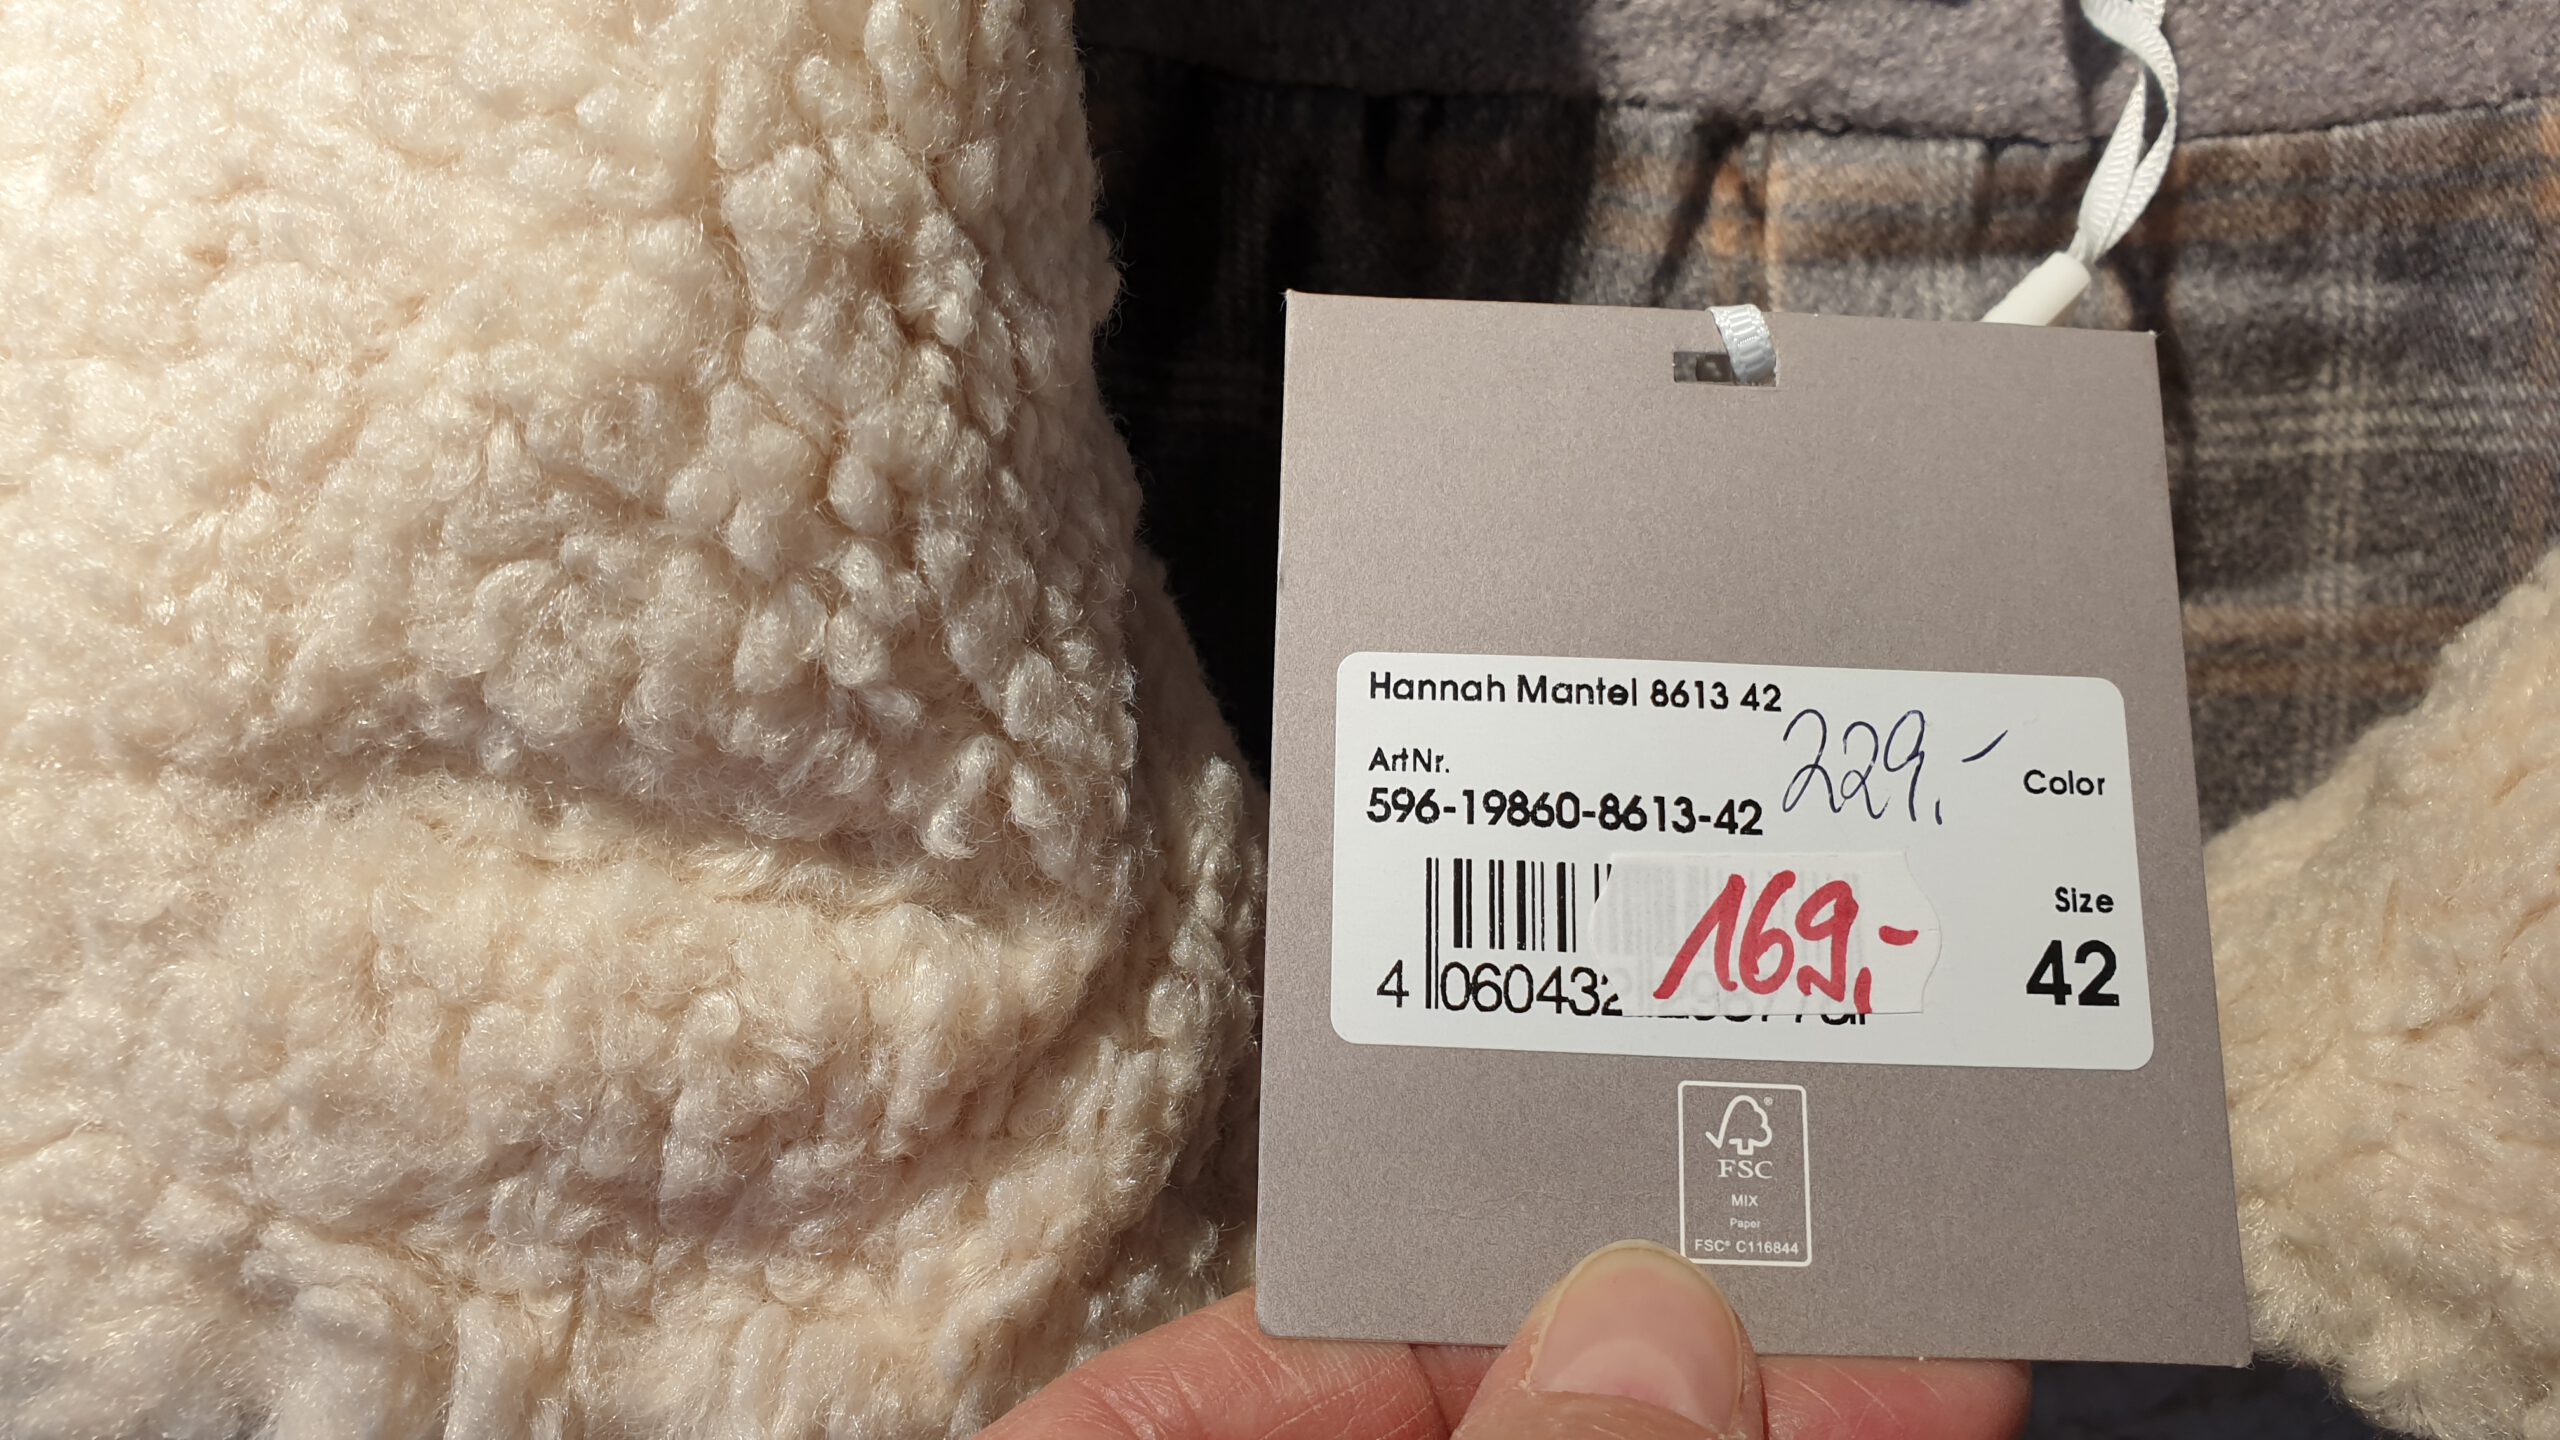 Hannah Mantel 8613 42
229,-
ArtNr.
596-19860-8613-42
Color
169,-
Size
42
4 060432
FSC®
MIX
Paper
FSC® C116844